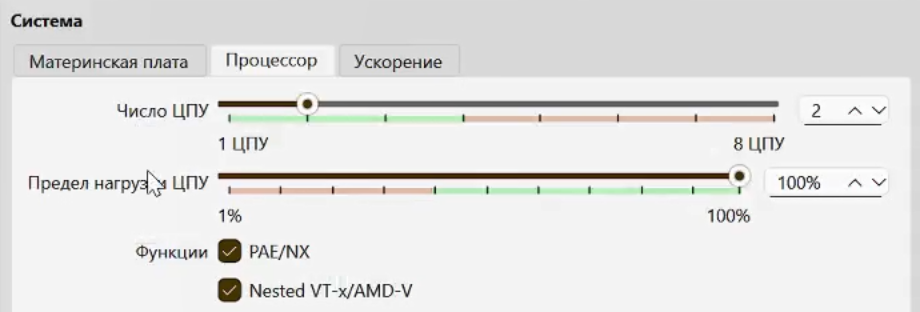 Система
Материнская плата Процессор Ускорение
Число ЦПУ 2
1 ЦПУ 8 ЦПУ
Предел нагрузки ЦПУ 100%
1% 100%
Функции PAE/NX
Nested VT-x/AMD-V